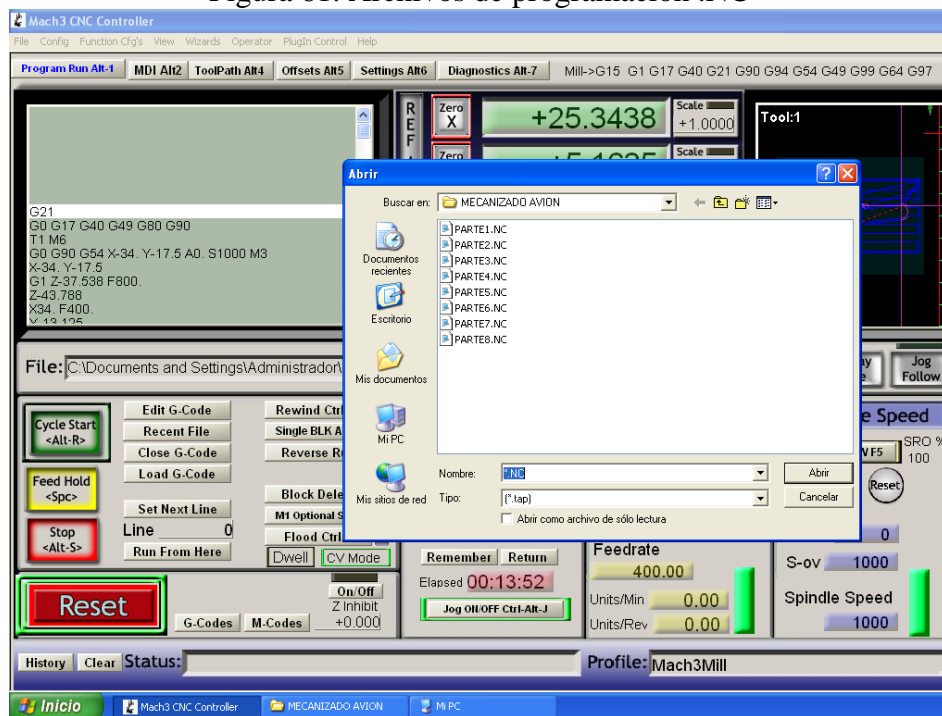 Figura 61. Archivos de programación .NC
Mach3 CNC Controller
File Config Function Cfg's View Wizards Operator PlugIn Control Help
Program Run Alt-1 MDI Alt2 ToolPath Alt4 Offsets Alt5 Settings Alt6 Diagnostics Alt-7 Mill->G15 G1 G17 G40 G21 G90 G94 G54 G49 G99 G64 G97
REF
Zero X
+25.3438
Scale
+1.0000
Tool:1
Zero
Scale
G21
G0 G17 G40 G49 G80 G90
T1 M6
G0 G90 G54 X-34. Y-17.5 A0. S1000 M3
X-34. Y-17.5
G1 Z-37.538 F800.
Z-43.788
X34. F400.
Abrir
Buscar en: MECANIZADO AVION
Documentos recientes
Escritorio
Mis documentos
Mi PC
Mis sitios de red
PARTE1.NC
PARTE2.NC
PARTE3.NC
PARTE4.NC
PARTE5.NC
PARTE6.NC
PARTE7.NC
PARTE8.NC
Nombre: *.NC Abrir
Tipo: (*.tap) Cancelar
Abrir como archivo de sólo lectura
File: C:\Documents and Settings\Administrador\
Jog Follow
Cycle Start <Alt-R>
Feed Hold <Spc>
Stop <Alt-S>
Edit G-Code
Recent File
Close G-Code
Load G-Code
Set Next Line
Line 0
Run From Here
Rewind
Single BLK
Reverse
Block
M1 Optional
Flood
Dwell CV Mode
Reset
G-Codes M-Codes
On/Off
Z Inhibit
+0.000
Remember Return
Elapsed 00:13:52
Jog ON/OFF Ctrl-Alt-J
Feedrate
400.00
Units/Min 0.00
Units/Rev 0.00
Speed
F5
SRO %
100
Reset
0
S-ov 1000
Spindle Speed
1000
History Clear Status:
Profile: Mach3Mill
Inicio Mach3 CNC Controller MECANIZADO AVION Mi PC